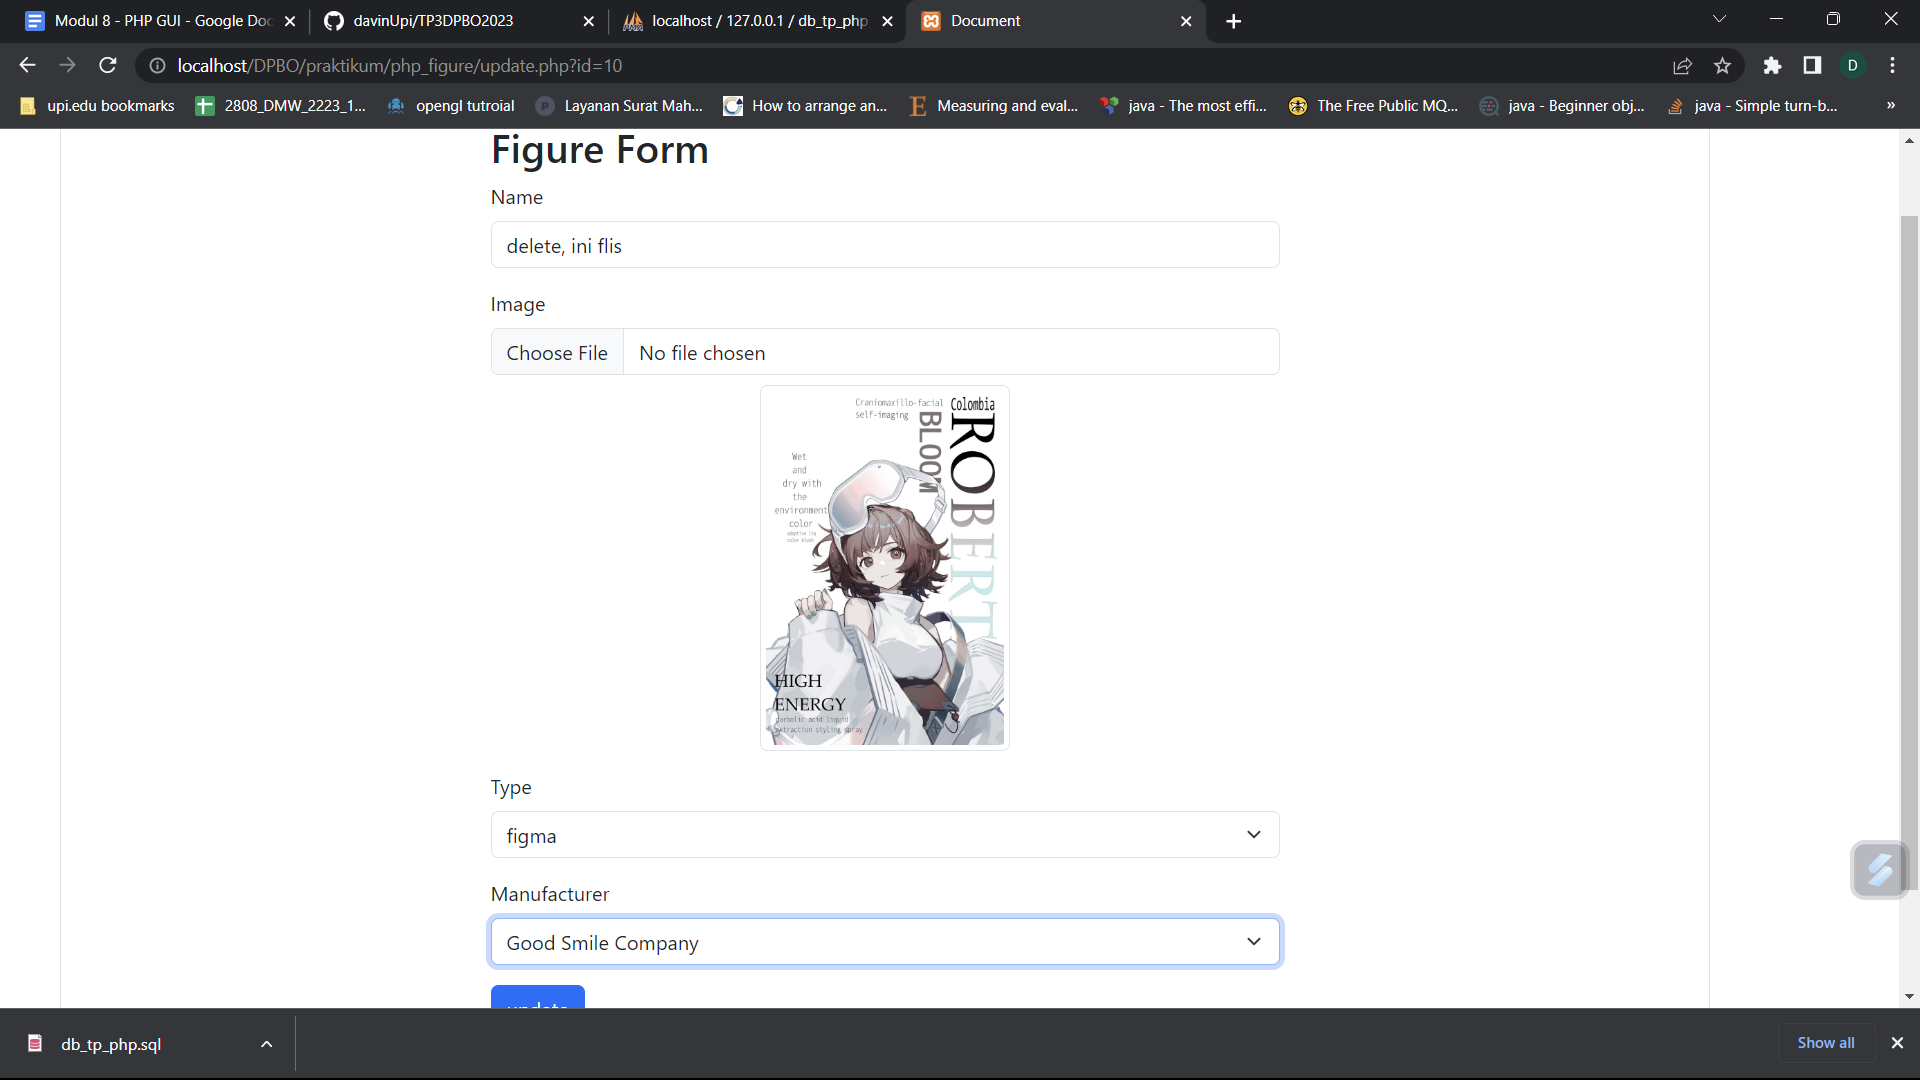 Modul 8 - PHP GUI - Google Doc
davinUpi/TP3DPBO2023
localhost / 127.0.0.1 / db_tp_php
Document
localhost/DPBO/praktikum/php_figure/update.php?id=10
D
upi.edu bookmarks
2808_DMW_2223_1...
opengl tutroial
Layanan Surat Mah...
How to arrange an...
Measuring and eval...
java - The most effi...
The Free Public MQ...
java - Beginner obj...
java - Simple turn-b...
»
Figure Form
Name
delete, ini flis
Image
Choose File
No file chosen
Craniomaxillo-facial
self-imaging
Colombia
BLOOM
ROBERT
Wet
and
dry with
the
environment
color
HIGH
ENERGY
carbolic acid liquid
extraction styling spray
Type
figma
Manufacturer
Good Smile Company
update
db_tp_php.sql
Show all